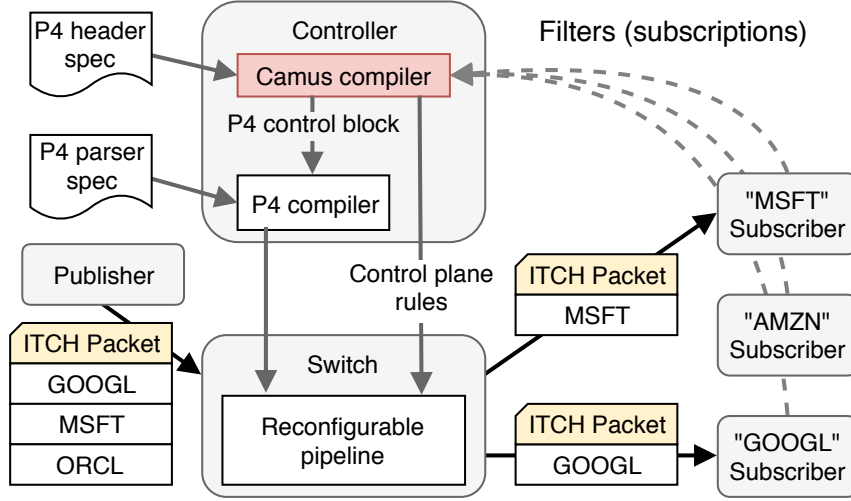 P4 header
spec
Controller
Camus compiler
Filters (subscriptions)
P4 control block
P4 parser
spec
P4 compiler
"MSFT"
Subscriber
Publisher
Control plane
rules
ITCH Packet
MSFT
"AMZN"
Subscriber
ITCH Packet
GOOGL
MSFT
ORCL
Switch
Reconfigurable
pipeline
ITCH Packet
GOOGL
"GOOGL"
Subscriber